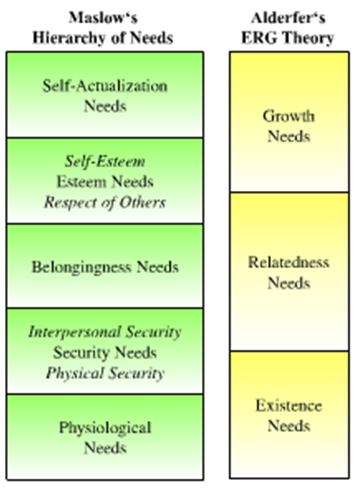 Maslow‘s
Hierarchy of Needs
Self-Actualization
Needs
Self-Esteem
Esteem Needs
Respect of Others
Belongingness Needs
Interpersonal Security
Security Needs
Physical Security
Physiological
Needs
Alderfer‘s
ERG Theory
Growth
Needs
Relatedness
Needs
Existence
Needs